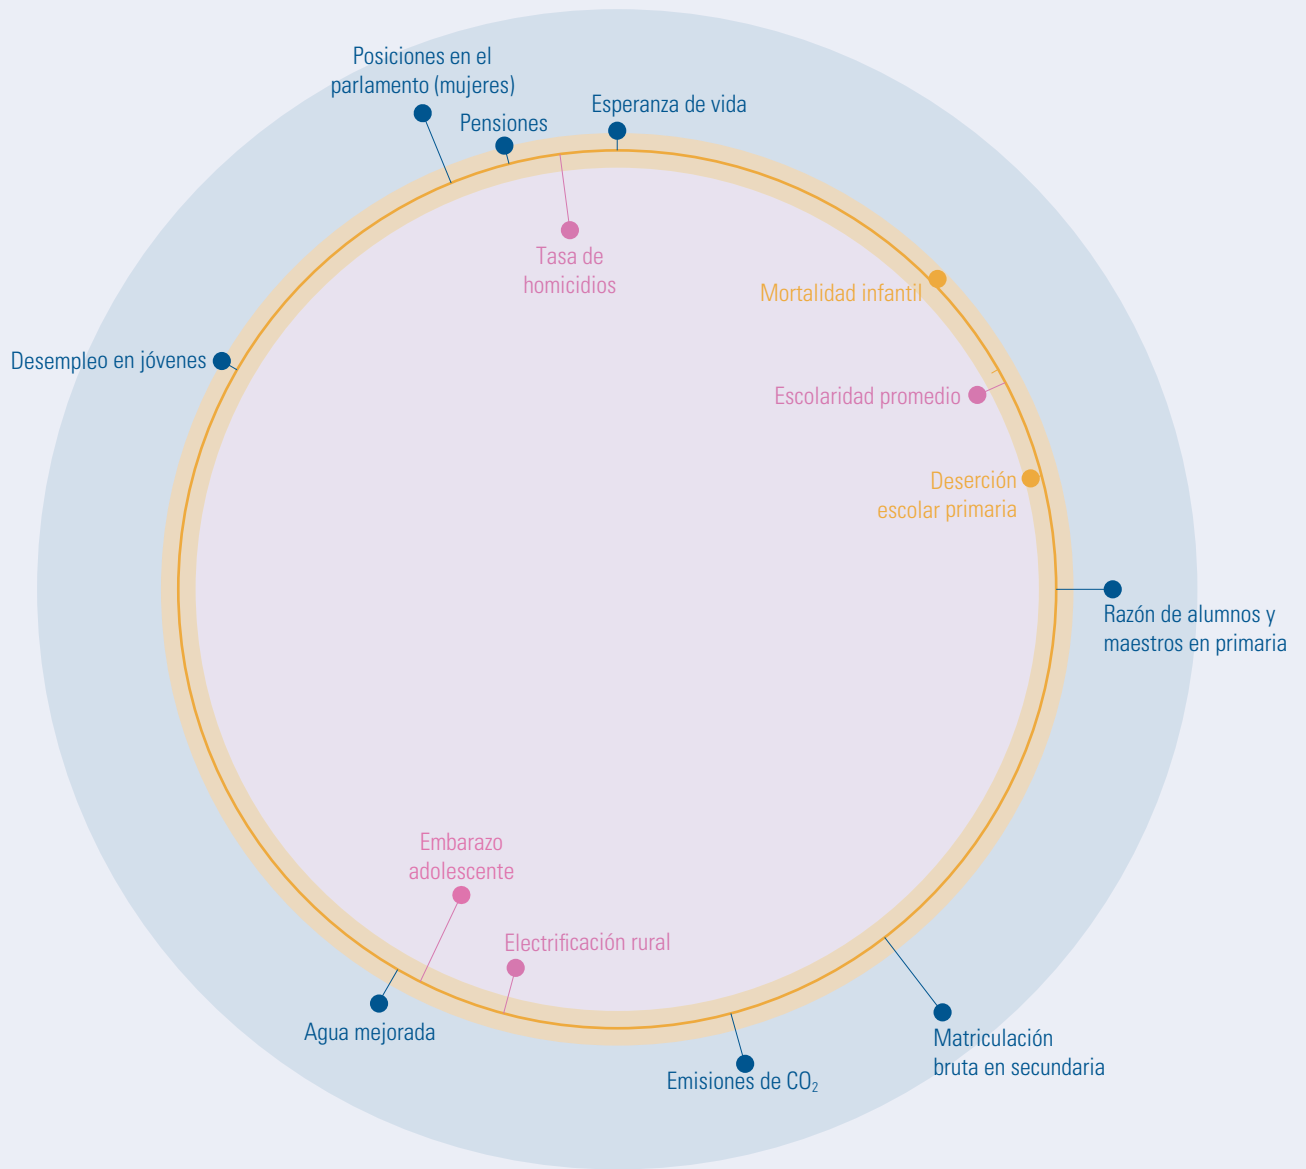 Posiciones en el
parlamento (mujeres)
Pensiones
Esperanza de vida
Tasa de
homicidios
Mortalidad infantil
Desempleo en jóvenes
Escolaridad promedio
Deserción
escolar primaria
Razón de alumnos y
maestros en primaria
Embarazo
adolescente
Electrificación rural
Agua mejorada
Matriculación
bruta en secundaria
Emisiones de CO₂